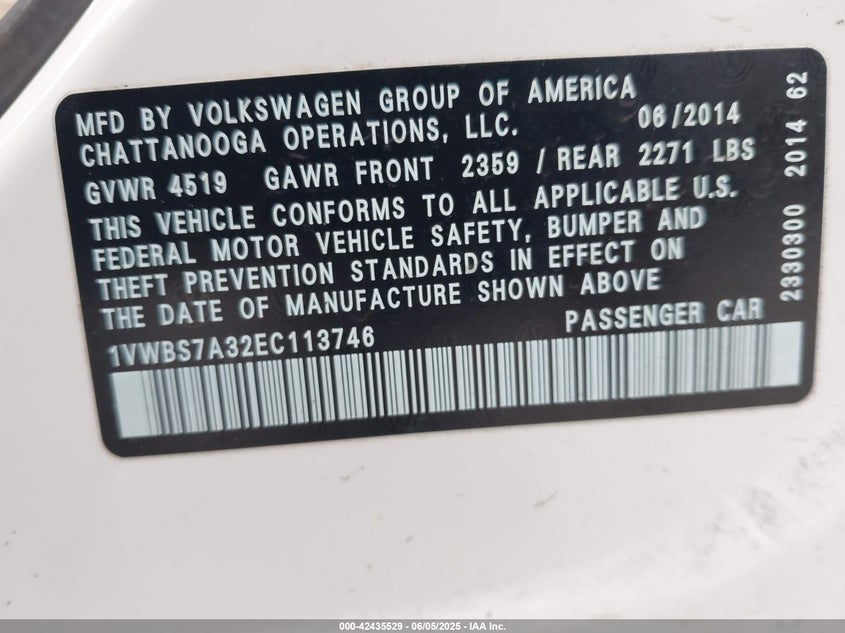 MFD BY VOLKSWAGEN GROUP OF AMERICA
CHATTANOOGA OPERATIONS, LLC. 06/2014
GVWR 4519 GAWR FRONT 2359 / REAR 2271 LBS
THIS VEHICLE CONFORMS TO ALL APPLICABLE U.S.
FEDERAL MOTOR VEHICLE SAFETY, BUMPER AND
THEFT PREVENTION STANDARDS IN EFFECT ON
THE DATE OF MANUFACTURE SHOWN ABOVE
1VWBS7A32EC113746 PASSENGER CAR
2330300 2014 62
000-42435529 - 06/05/2025 - IAA Inc.